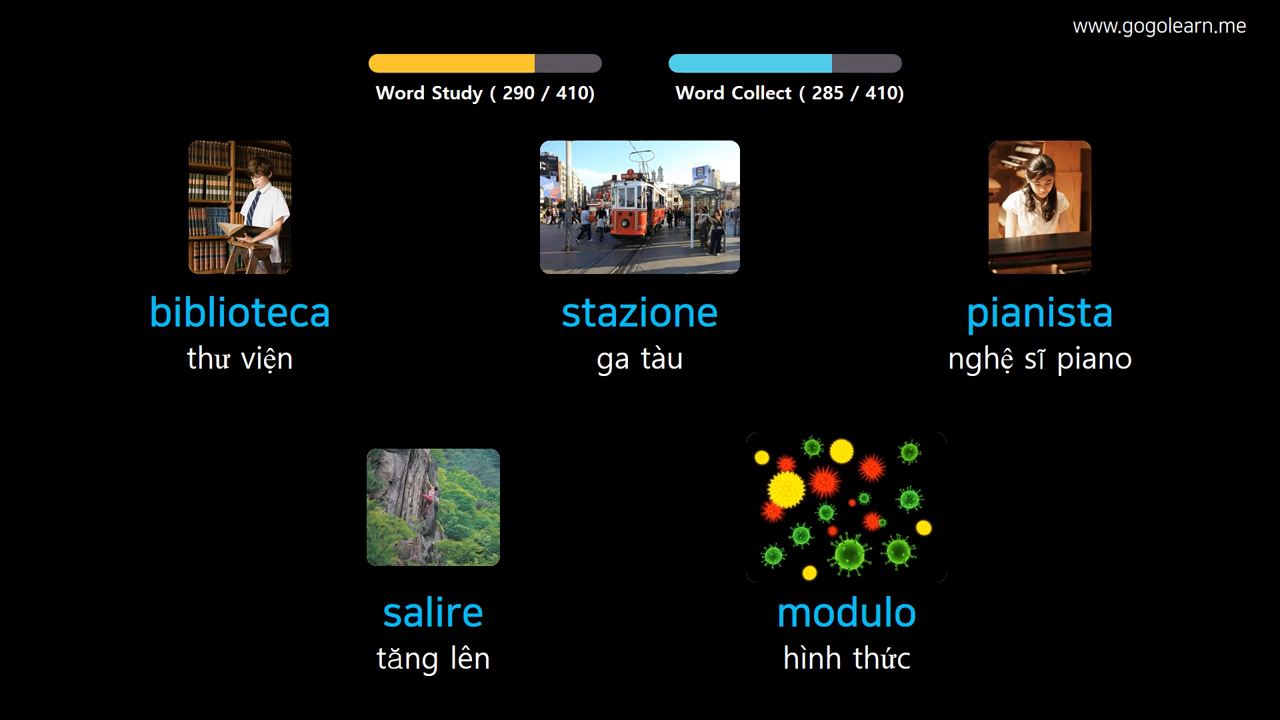 www.gogolearn.me
Word Study ( 290 / 410)
Word Collect ( 285 / 410)
biblioteca
thư viện
stazione
ga tàu
pianista
nghệ sĩ piano
salire
tăng lên
modulo
hình thức